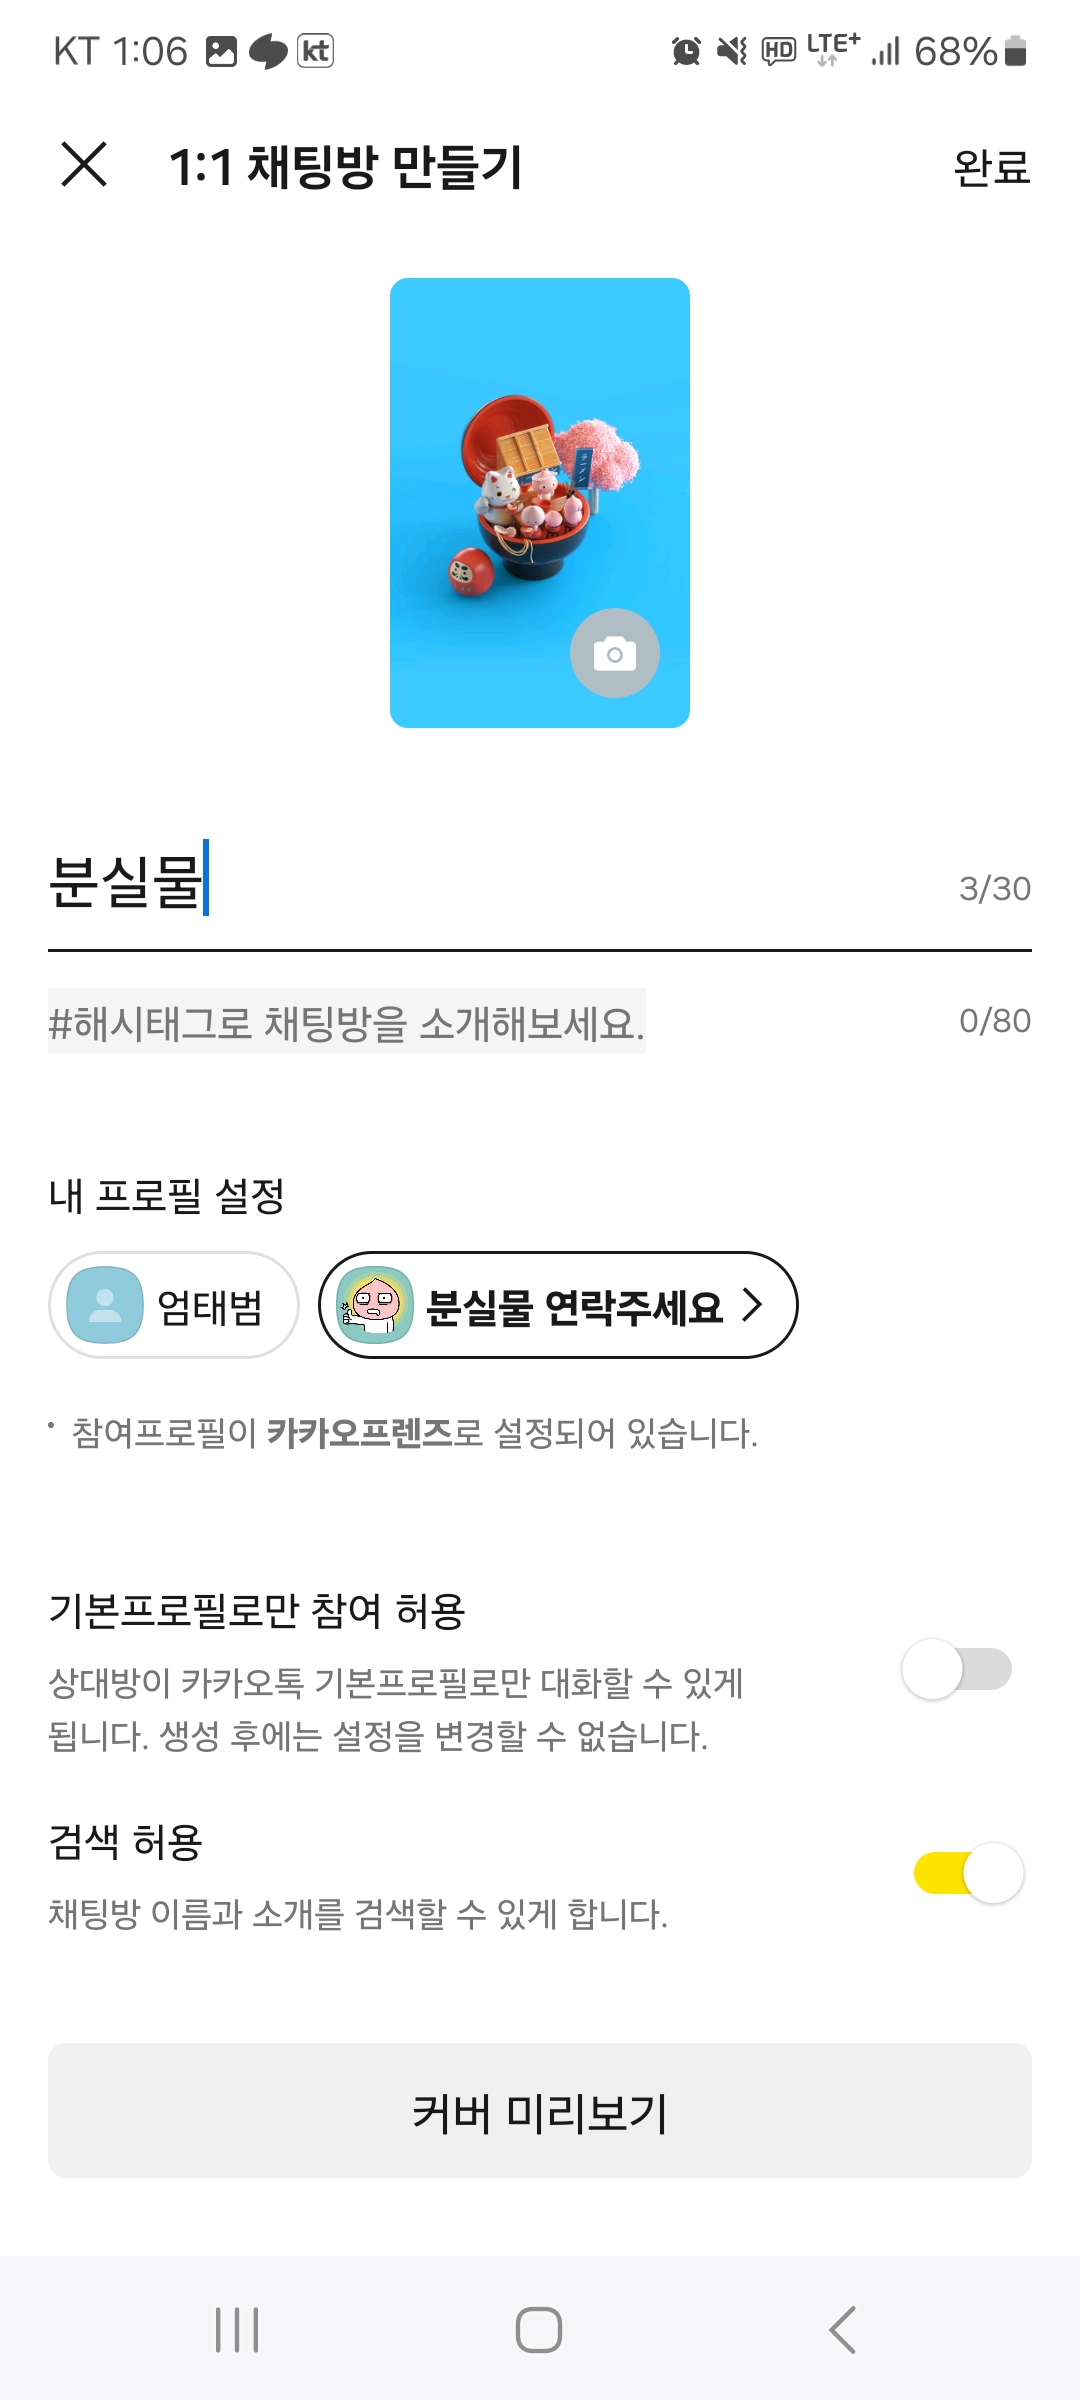 KT 1:06 kt HD LTE+ 68%
1:1 채팅방 만들기 완료
ラーメン
분실물 3/30
#해시태그로 채팅방을 소개해보세요. 0/80
내 프로필 설정
엄태범 분실물 연락주세요
· 참여프로필이 카카오프렌즈로 설정되어 있습니다.
기본프로필로만 참여 허용
상대방이 카카오톡 기본프로필로만 대화할 수 있게
됩니다. 생성 후에는 설정을 변경할 수 없습니다.
검색 허용
채팅방 이름과 소개를 검색할 수 있게 합니다.
커버 미리보기